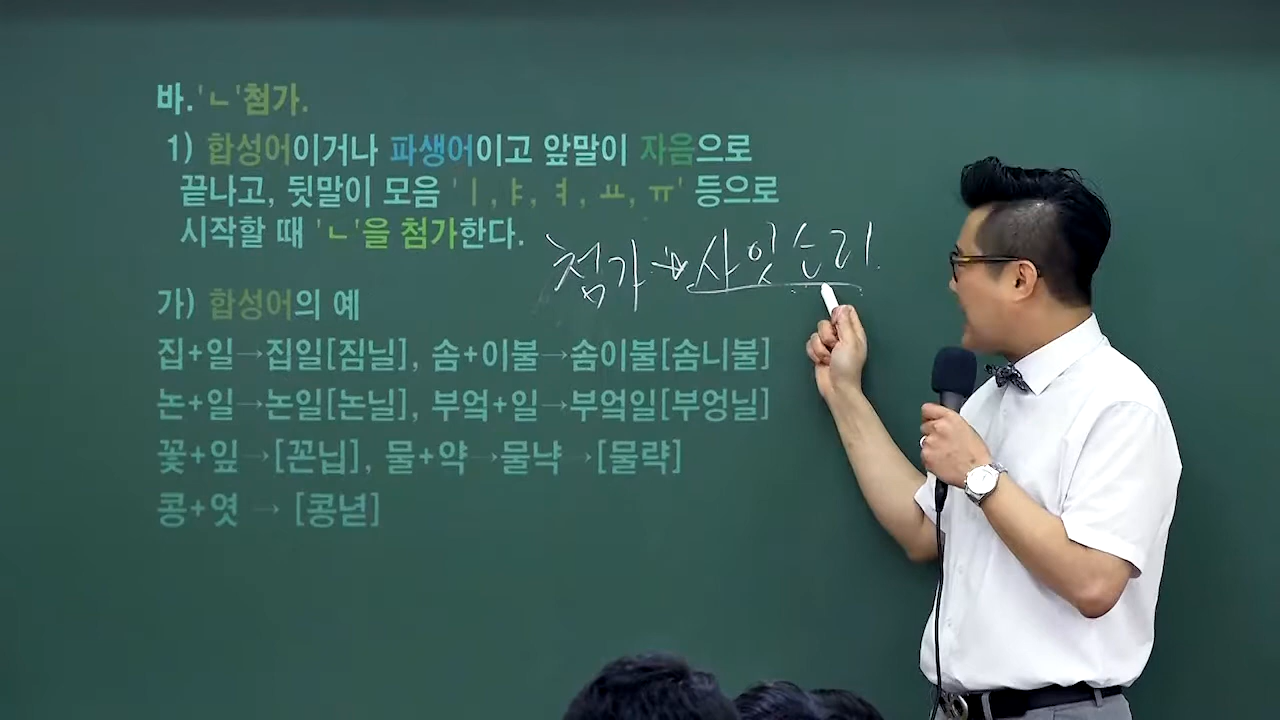 바. 'ㄴ'첨가.
1) 합성어이거나 파생어이고 앞말이 자음으로
끝나고, 뒷말이 모음 'ㅣ, ㅑ, ㅕ, ㅛ, ㅠ' 등으로
시작할 때 'ㄴ'을 첨가한다.
첨가 → 사잇소리.
가) 합성어의 예
집+일→집일[짐닐], 솜+이불→솜이불[솜니불]
논+일→논일[논닐], 부엌+일→부엌일[부엉닐]
꽃+잎→[꼰닙], 물+약→물냑→[물략]
콩+엿 → [콩녇]